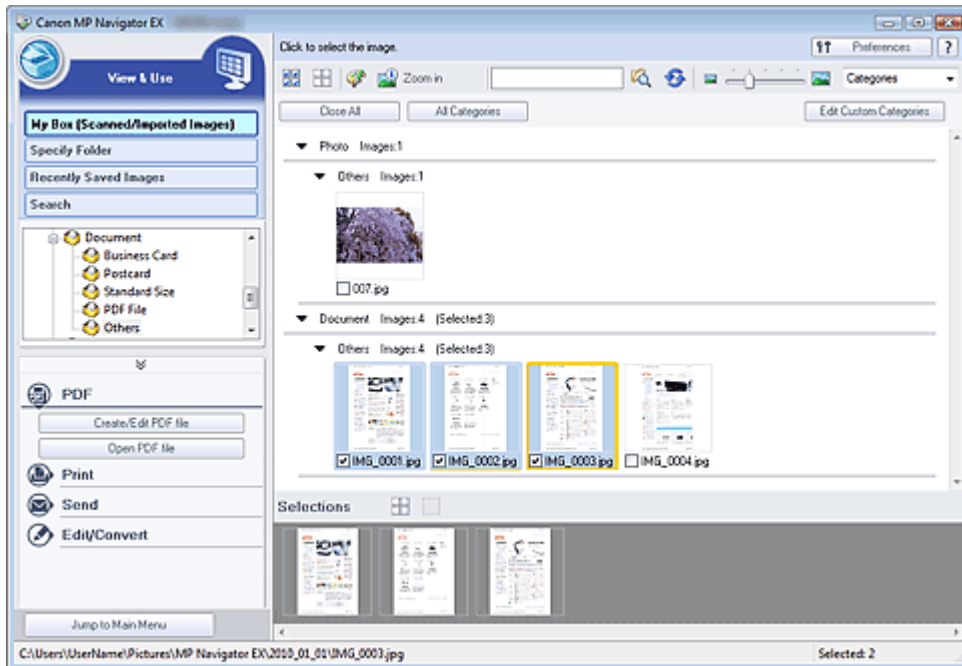 Canon MP Navigator EX
View & Use
My Box (Scanned/Imported Images)
Specify Folder
Recently Saved Images
Search
Document
Business Card
Postcard
Standard Size
PDF File
Others
PDF
Create/Edit PDF file
Open PDF file
Print
Send
Edit/Convert
Jump to Main Menu
Click to select the image.
Preferences
?
Zoom in
Categories
Close All
All Categories
Edit Custom Categories
Photo Images:1
Others Images:1
007.jpg
Document Images:4 (Selected:3)
Others Images:4 (Selected:3)
IMG_0001.jpg IMG_0002.jpg IMG_0003.jpg IMG_0004.jpg
Selections
C:\Users\UserName\Pictures\MP Navigator EX\2010_01_01\IMG_0003.jpg
Selected: 2